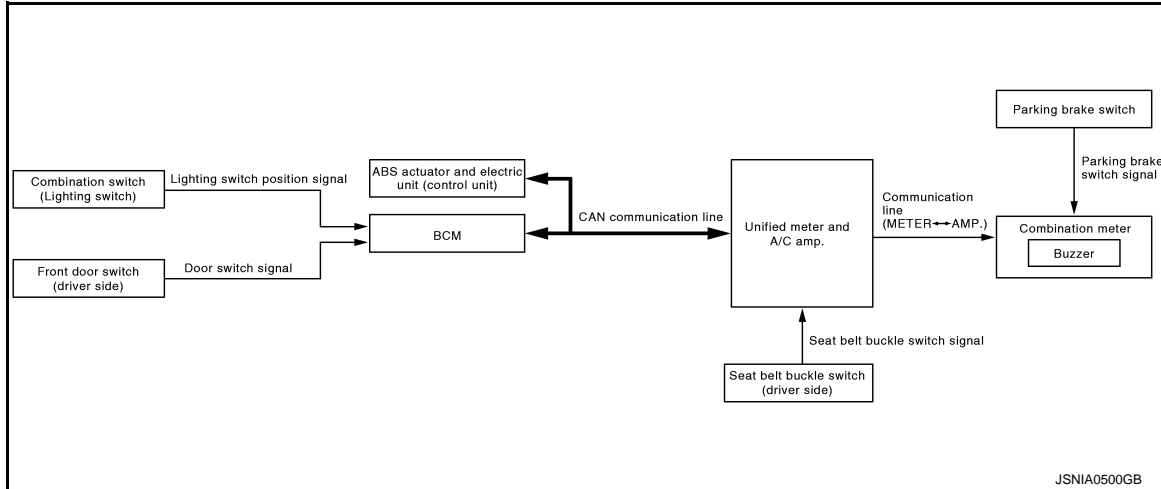 Parking brake switch
Parking brake
switch signal
ABS actuator and electric
unit (control unit)
Combination switch
(Lighting switch)
Lighting switch position signal
BCM
CAN communication line
Unified meter and
A/C amp.
Communication
line
(METER↔AMP.)
Combination meter
Buzzer
Front door switch
(driver side)
Door switch signal
Seat belt buckle switch signal
Seat belt buckle switch
(driver side)
JSNIA0500GB